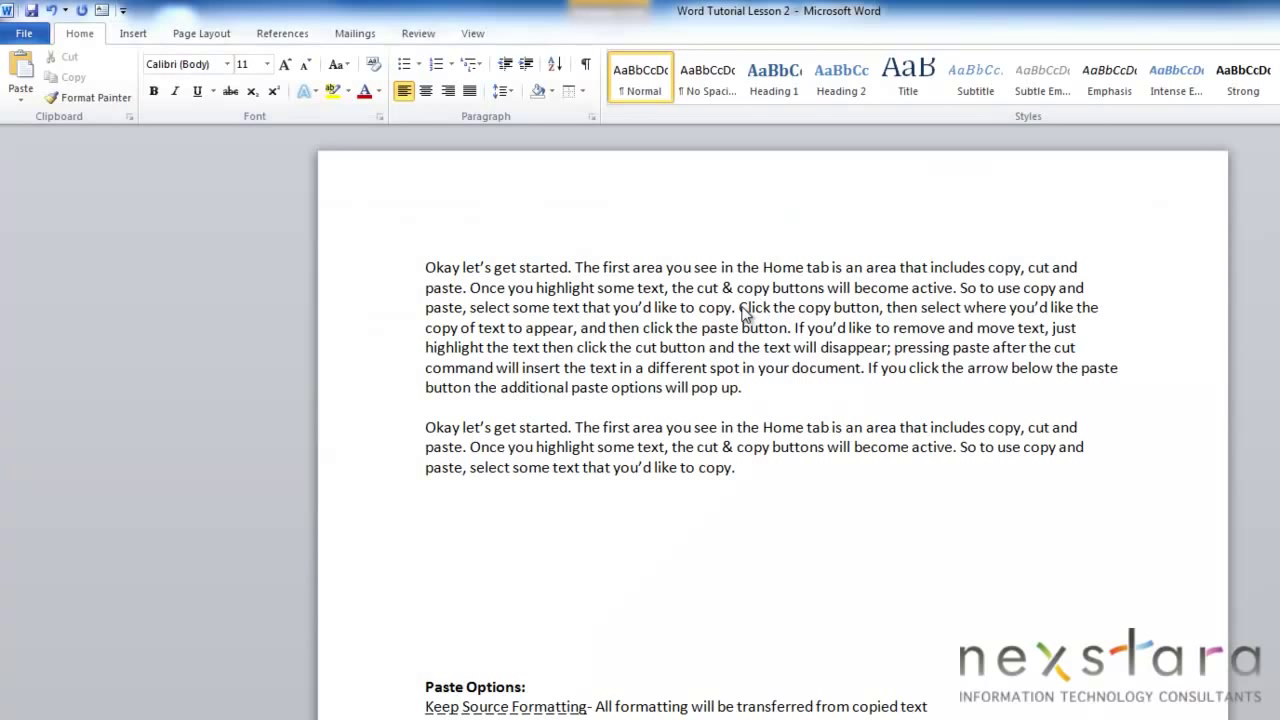 Word Tutorial Lesson 2 - Microsoft Word
File Home Insert Page Layout References Mailings Review View
Cut
Copy
Paste
Format Painter
Clipboard
Calibri (Body) 11
Font
Paragraph
AaBbCcDc AaBbCcDc AaBbC AaBbCc AaB AaBbCc. AaBbCcDc AaBbCcDc AaBbCcDc AaBbCcDc
¶ Normal ¶ No Spaci... Heading 1 Heading 2 Title Subtitle Subtle Em... Emphasis Intense E... Strong
Styles
Okay let's get started. The first area you see in the Home tab is an area that includes copy, cut and
paste. Once you highlight some text, the cut & copy buttons will become active. So to use copy and
paste, select some text that you'd like to copy. Click the copy button, then select where you'd like the
copy of text to appear, and then click the paste button. If you'd like to remove and move text, just
highlight the text then click the cut button and the text will disappear; pressing paste after the cut
command will insert the text in a different spot in your document. If you click the arrow below the paste
button the additional paste options will pop up.
Okay let's get started. The first area you see in the Home tab is an area that includes copy, cut and
paste. Once you highlight some text, the cut & copy buttons will become active. So to use copy and
paste, select some text that you'd like to copy.
Paste Options:
Keep Source Formatting- All formatting will be transferred from copied text
nexstara
INFORMATION TECHNOLOGY CONSULTANTS